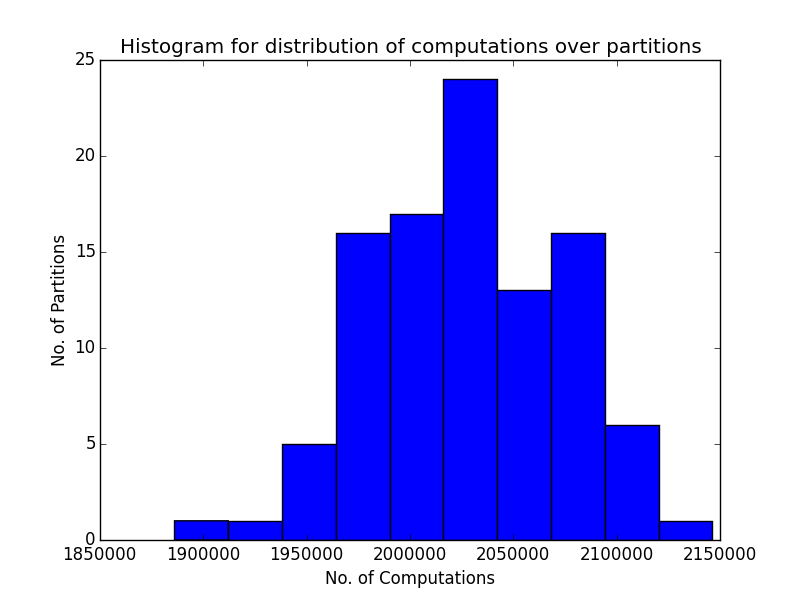 Histogram for distribution of computations over partitions
25
20
15
10
5
0
No. of Partitions
1850000 1900000 1950000 2000000 2050000 2100000 2150000
No. of Computations